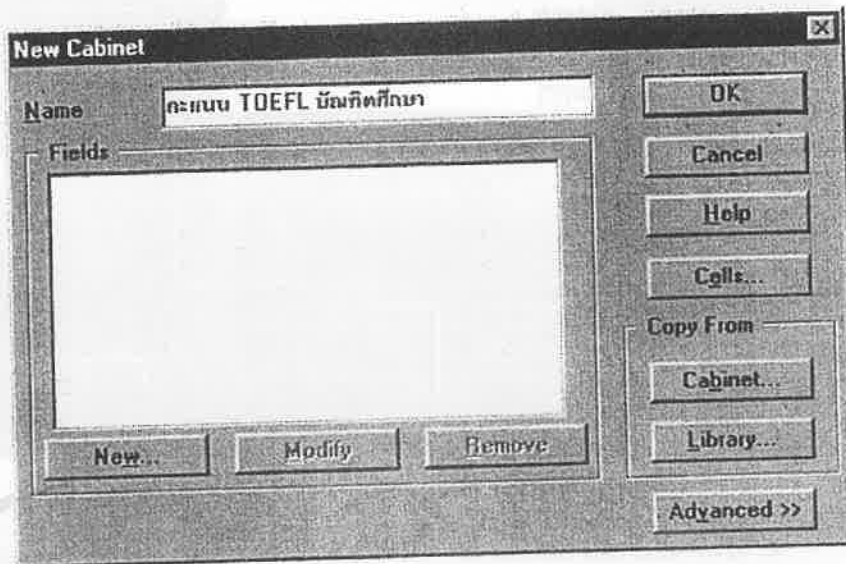 New Cabinet
Name
คะแนน TOEFL บัณฑิตศึกษา
OK
Fields
Cancel
Help
Cells...
Copy From
Cabinet...
Library...
New...
Modify
Remove
Advanced >>